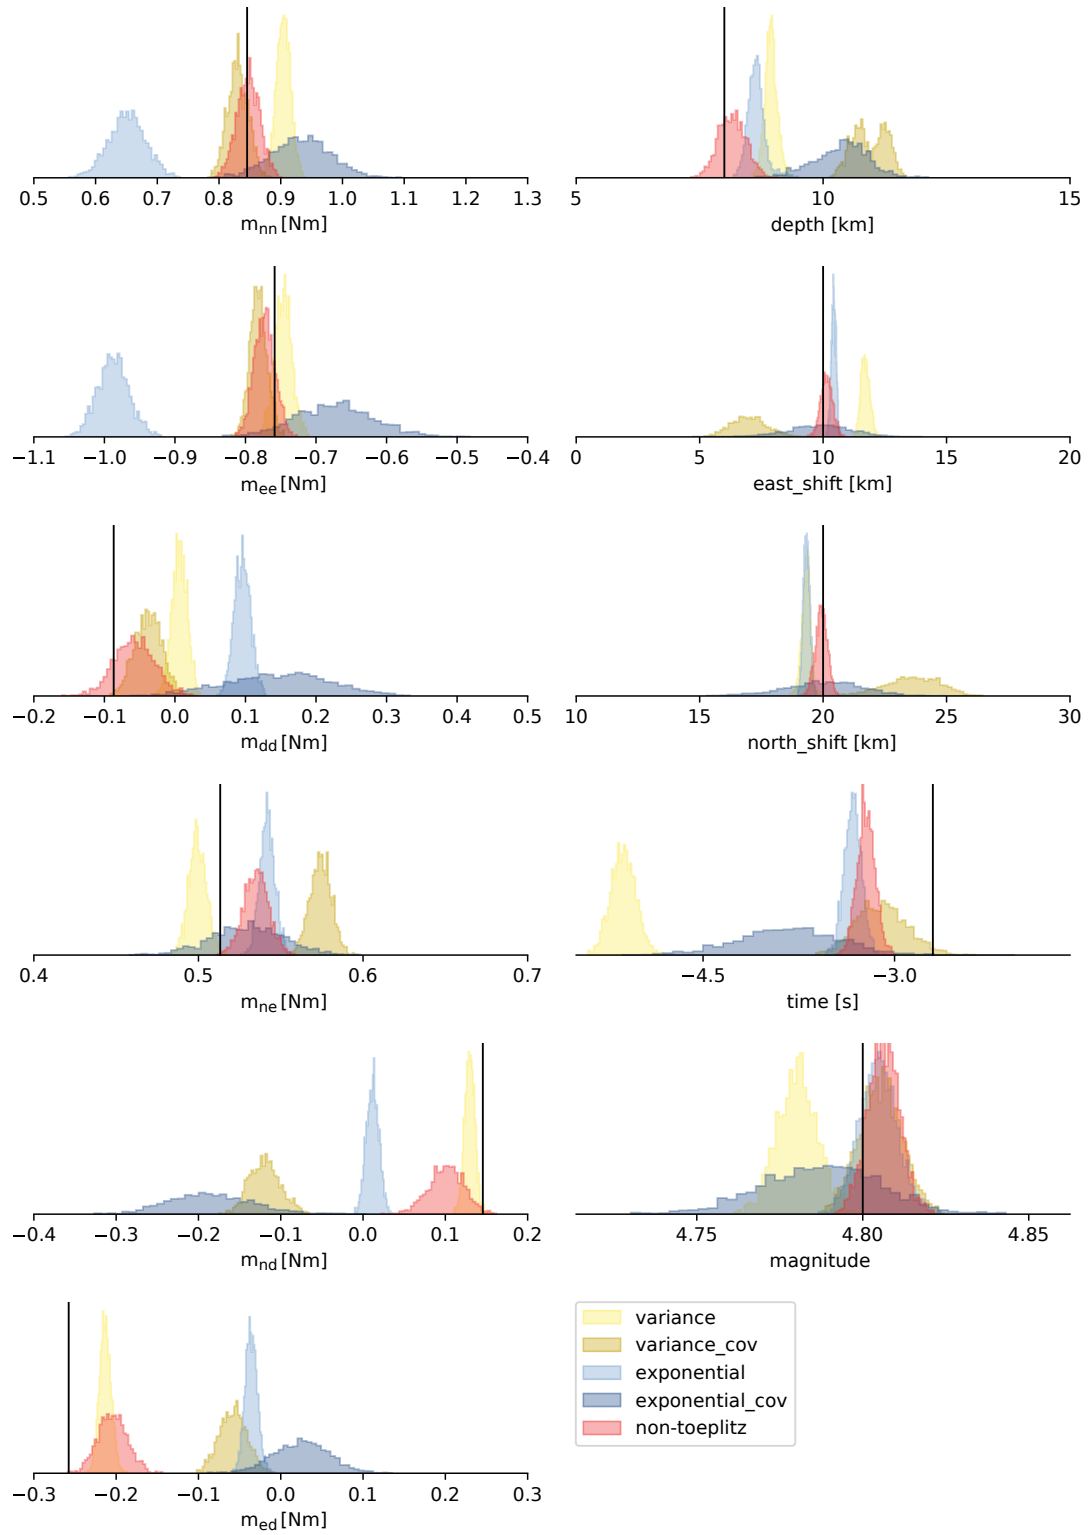 0.5 0.6 0.7 0.8 0.9 1.0 1.1 1.2 1.3
m_nn [Nm]
5 10 15
depth [km]
−1.1 −1.0 −0.9 −0.8 −0.7 −0.6 −0.5 −0.4
m_ee [Nm]
0 5 10 15 20
east_shift [km]
−0.2 −0.1 0.0 0.1 0.2 0.3 0.4 0.5
m_dd [Nm]
10 15 20 25 30
north_shift [km]
0.4 0.5 0.6 0.7
m_ne [Nm]
−4.5 −3.0
time [s]
−0.4 −0.3 −0.2 −0.1 0.0 0.1 0.2
m_nd [Nm]
4.75 4.80 4.85
magnitude
−0.3 −0.2 −0.1 0.0 0.1 0.2 0.3
m_ed [Nm]
variance
variance_cov
exponential
exponential_cov
non-toeplitz